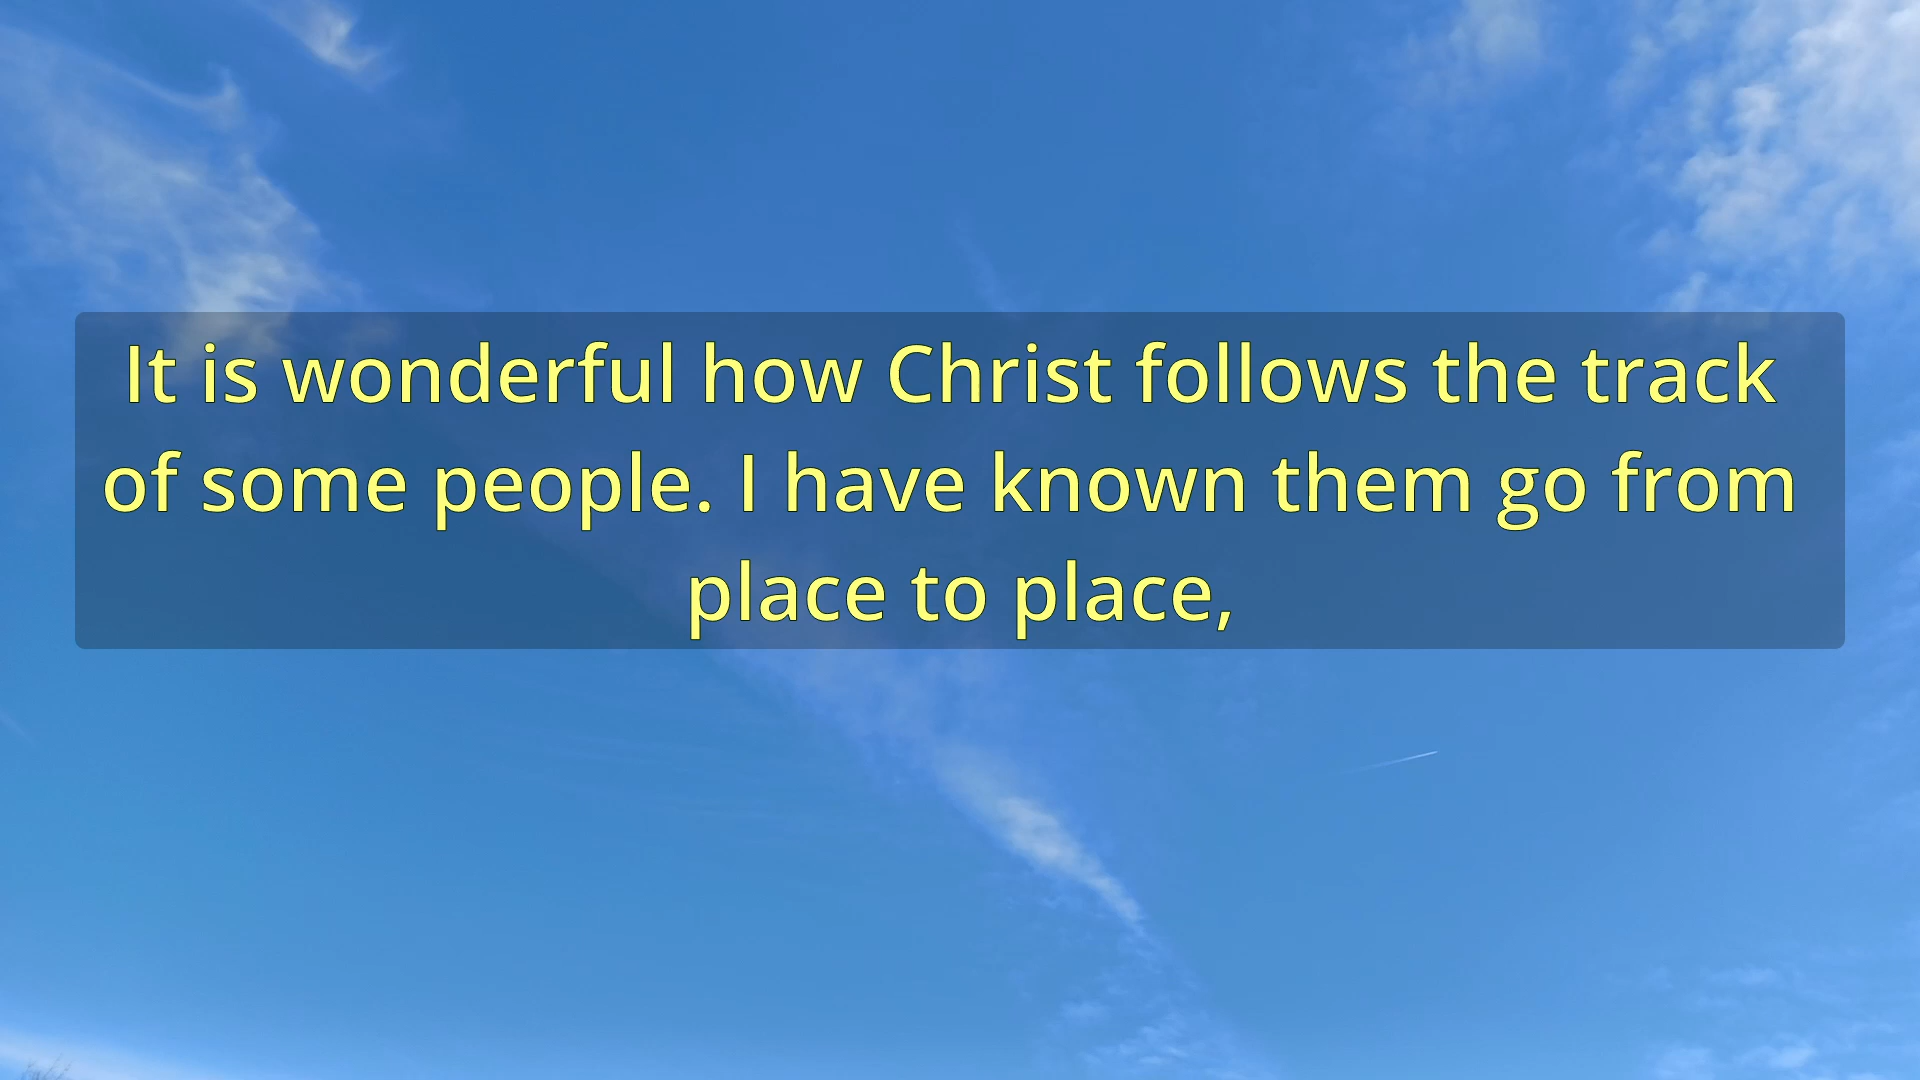 It is wonderful how Christ follows the track
of some people. I have known them go from
place to place,